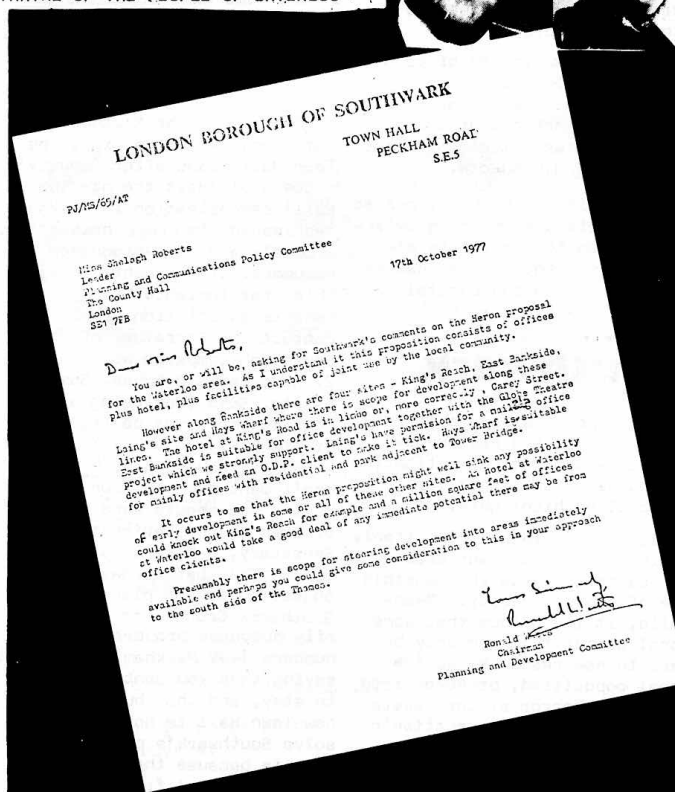 LONDON BOROUGH OF SOUTHWARK
TOWN HALL
PECKHAM ROAD
S.E.5
PJ/MS/65/AT
Miss Shelagh Roberts
Leader
Planning and Communications Policy Committee
The County Hall
London
SE1 7PB
17th October 1977
Dear Miss Roberts,
You are, or will be, asking for Southwark's comments on the Heron proposal
for the Waterloo area. As I understand it this proposition consists of offices
plus hotel, plus facilities capable of joint use by the local community.
However along Bankside there are four sites - King's Reach, East Bankside,
Laing's site and Hays Wharf where there is scope for development along these
lines. The hotel at King's Road is in limbo or, more correctly, Carey Street.
East Bankside is suitable for office development together with the Globe Theatre
project which we strongly support. Laing's have permission for a mainly office
development and need an O.D.P. client to make it tick. Hays Wharf is suitable
for mainly offices with residential and park adjacent to Tower Bridge.
It occurs to me that the Heron proposition might well sink any possibility
of early development in some or all of these other sites. An hotel at Waterloo
could knock out King's Reach for example and a million square feet of offices
at Waterloo would take a good deal of any immediate potential there may be from
office clients.
Presumably there is scope for steering development into areas immediately
available and perhaps you could give some consideration to this in your approach
to the south side of the Thames.
Yours Sincerely
Ronald
Chairman
Planning and Development Committee